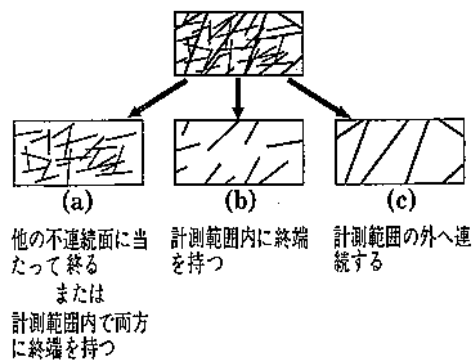 (a)
(b)
(c)
他の不連続面に当
たって終る
または
計測範囲内で両方
に終端を持つ
計測範囲内に終端
を持つ
計測範囲の外へ連
続する